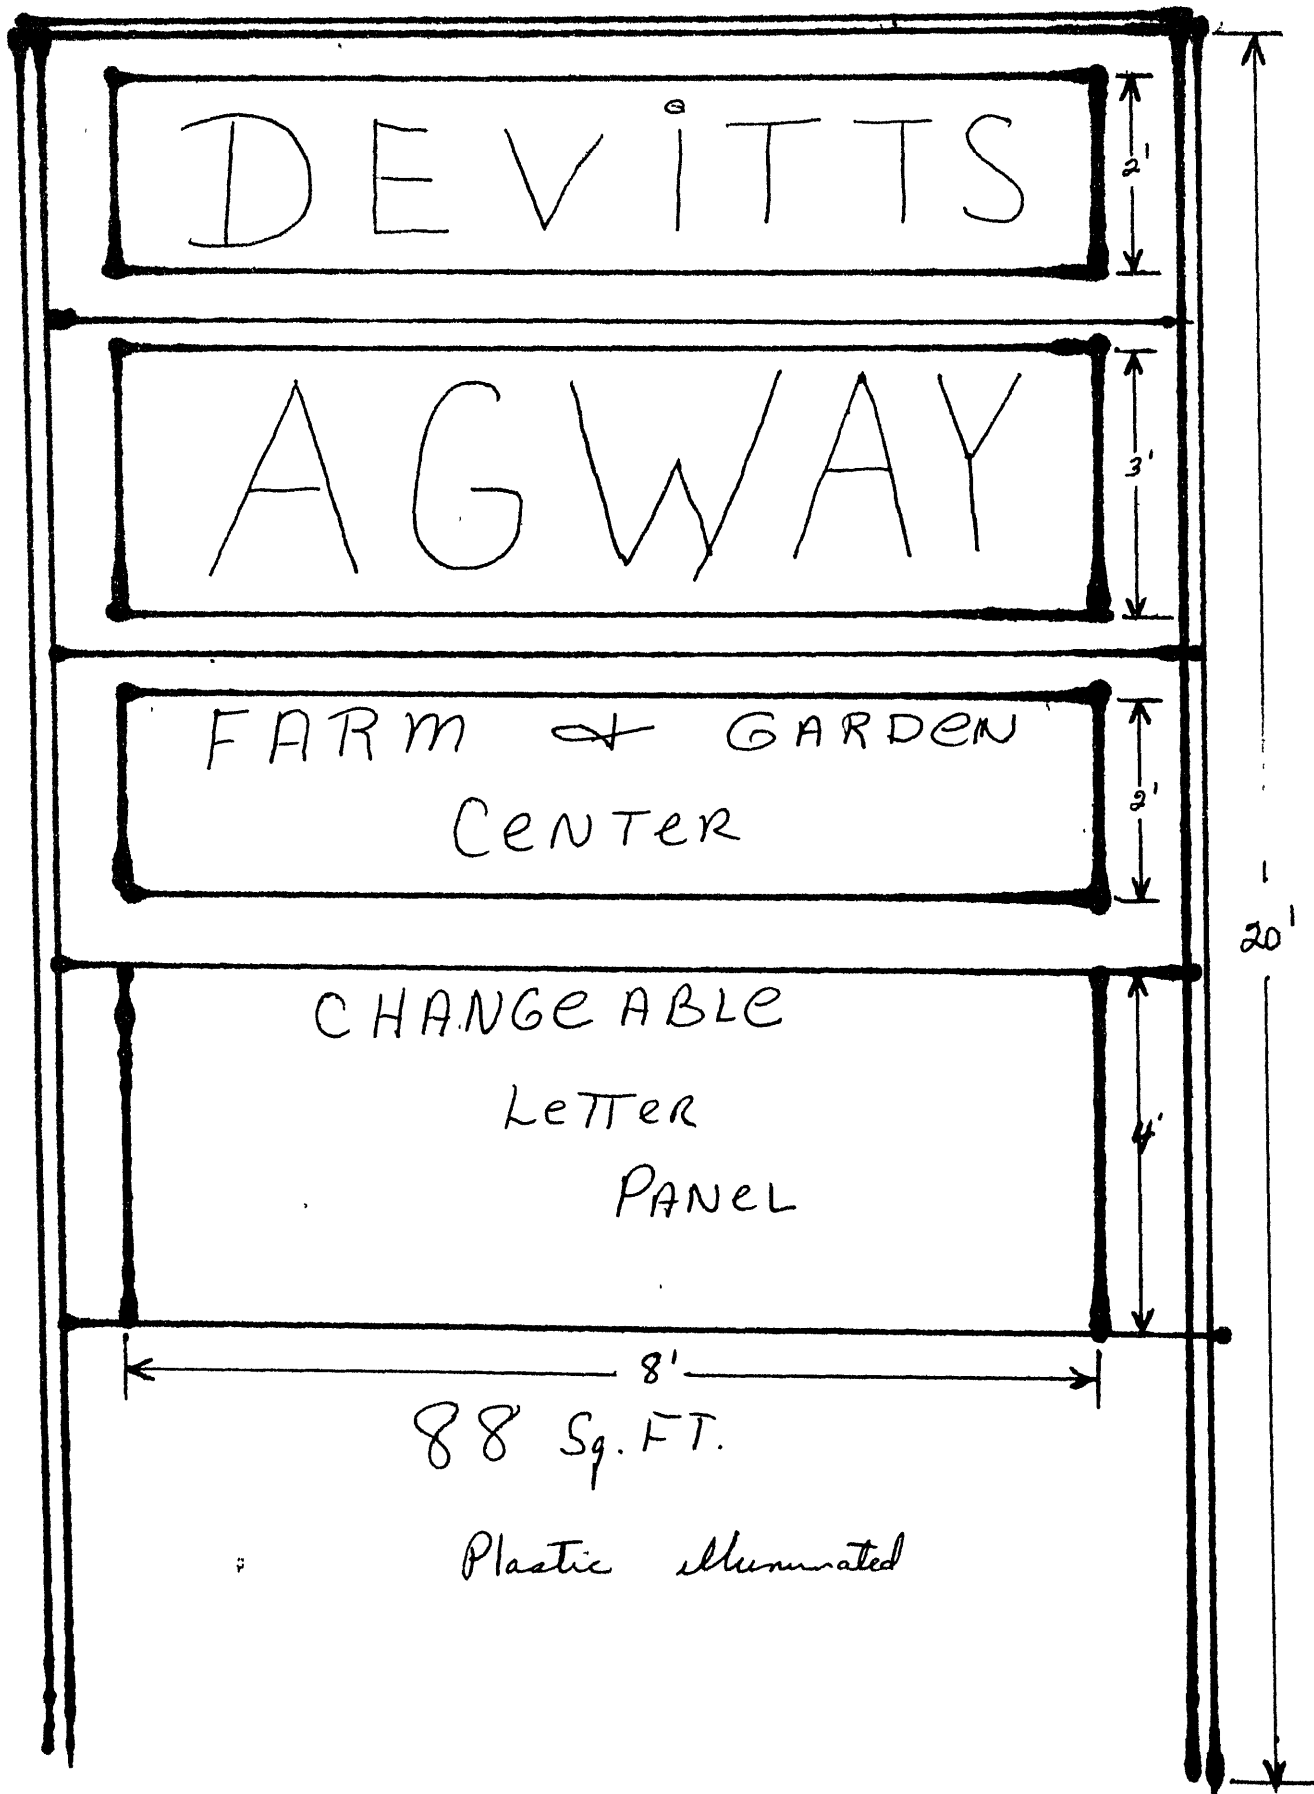 DEViTTS
2'
AGWAY
3'
FARM & GARDeN
CeNTeR
2'
20'
CHANGeABLe
LeTTeR
PANeL
4'
8'
88 Sq. FT.
Plastic illuminated